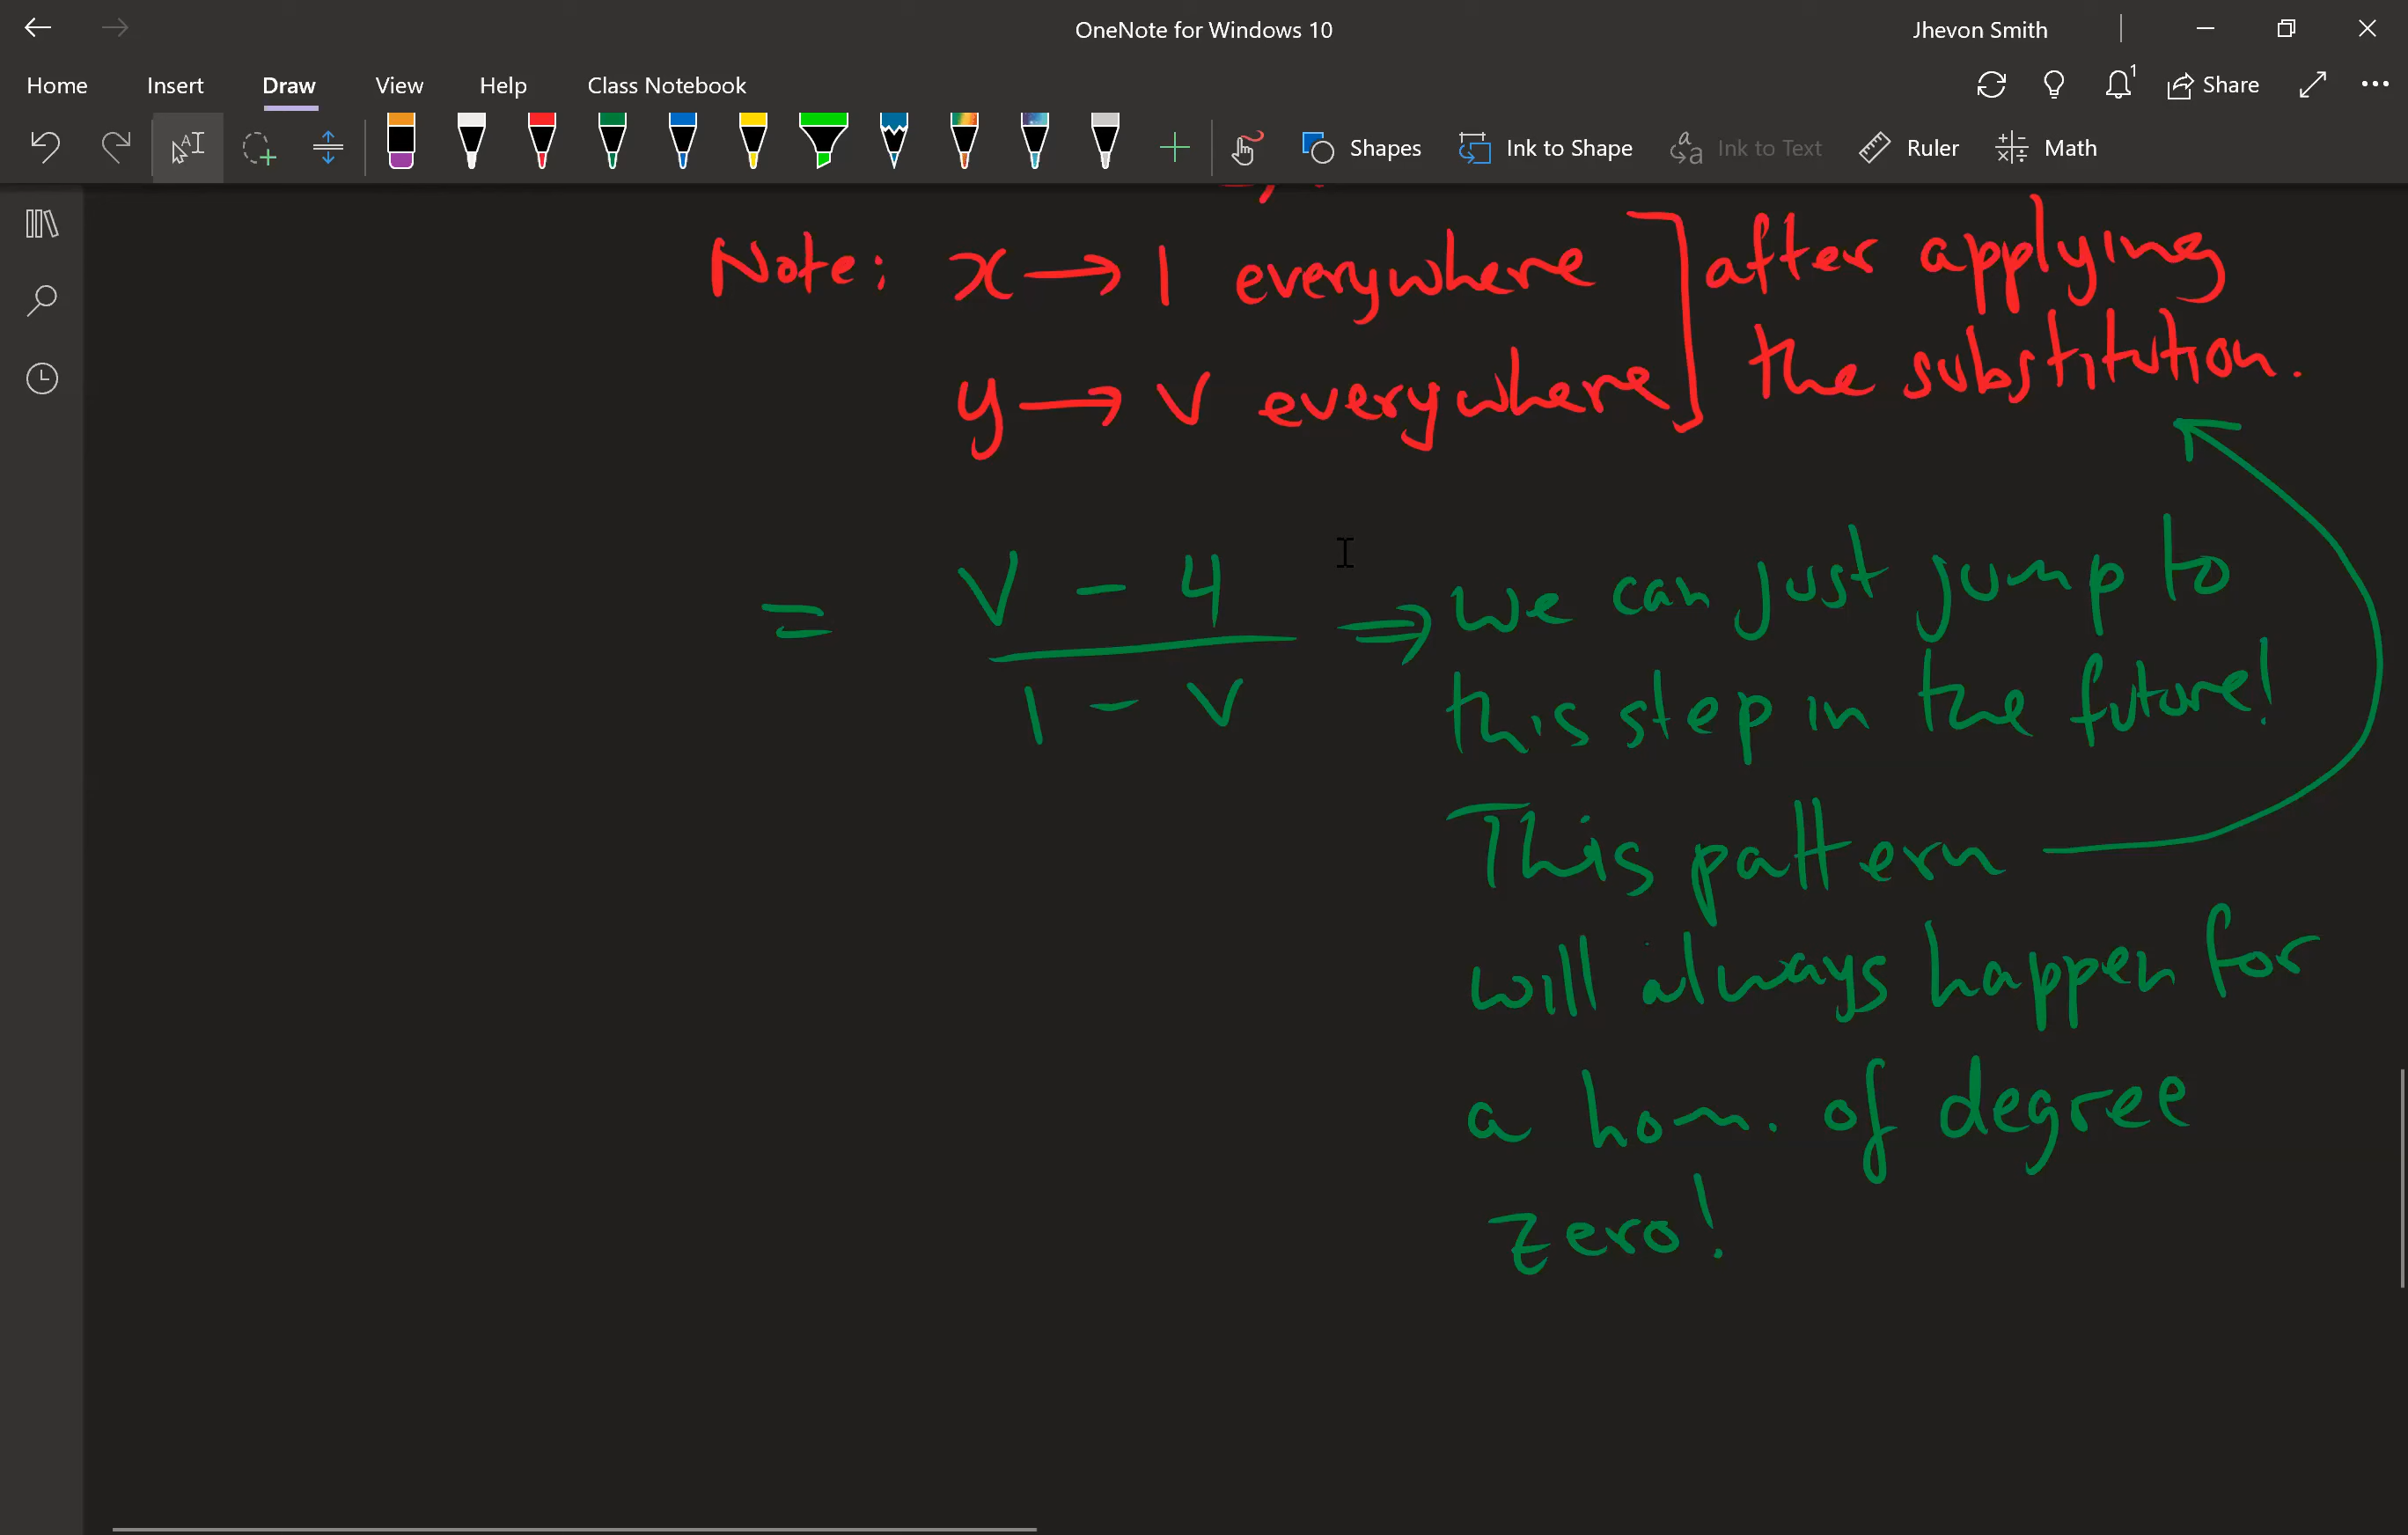 OneNote for Windows 10
Jhevon Smith
Home Insert Draw View Help Class Notebook
1 Share
Shapes Ink to Shape Ink to Text Ruler Math
Note: x → 1 everywhere ] after applying
y → v everywhere ] the substitution.
= v - 4 / 1 - v ⇒ we can just jump to
this step in the future!
This pattern
will always happen for
a hom. of degree
zero!